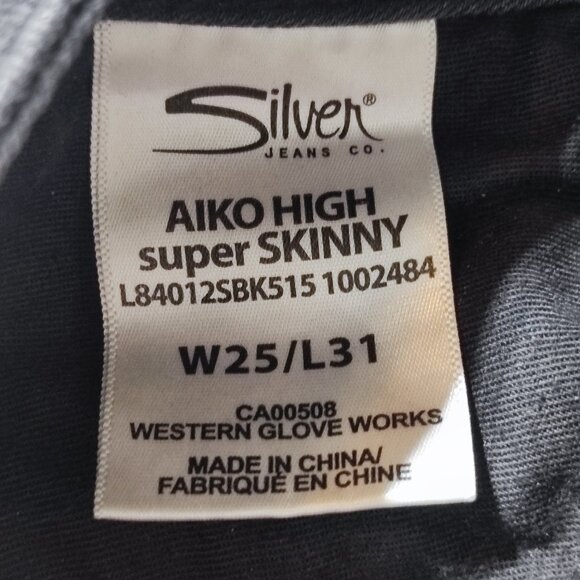 Silver®
JEANS CO.
AIKO HIGH
super SKINNY
L84012SBK515 1002484
W25/L31
CA00508
WESTERN GLOVE WORKS
MADE IN CHINA/
FABRIQUÉ EN CHINE